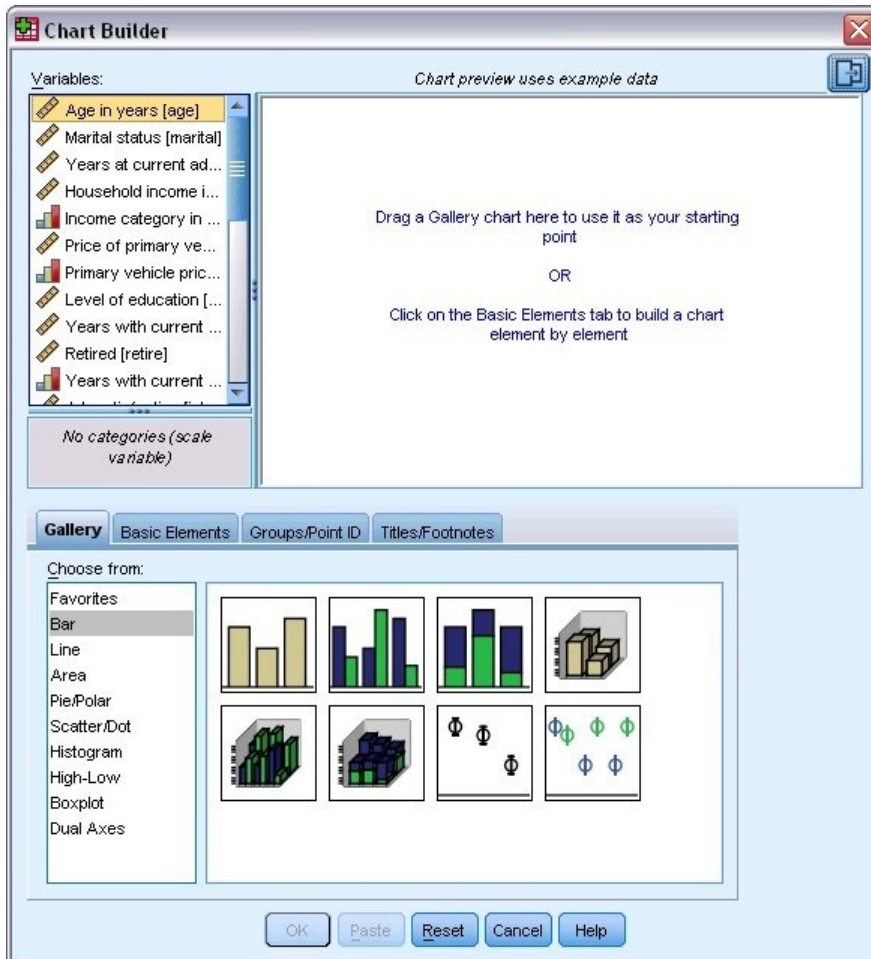 Chart Builder
Variables:
Chart preview uses example data
Age in years [age]
Marital status [marital]
Years at current ad...
Household income i...
Income category in ...
Price of primary ve...
Primary vehicle pric...
Level of education [...
Years with current ...
Retired [retire]
Years with current ...
No categories (scale
variable)
Drag a Gallery chart here to use it as your starting
point
OR
Click on the Basic Elements tab to build a chart
element by element
Gallery Basic Elements Groups/Point ID Titles/Footnotes
Choose from:
Favorites
Bar
Line
Area
Pie/Polar
Scatter/Dot
Histogram
High-Low
Boxplot
Dual Axes
OK Paste Reset Cancel Help